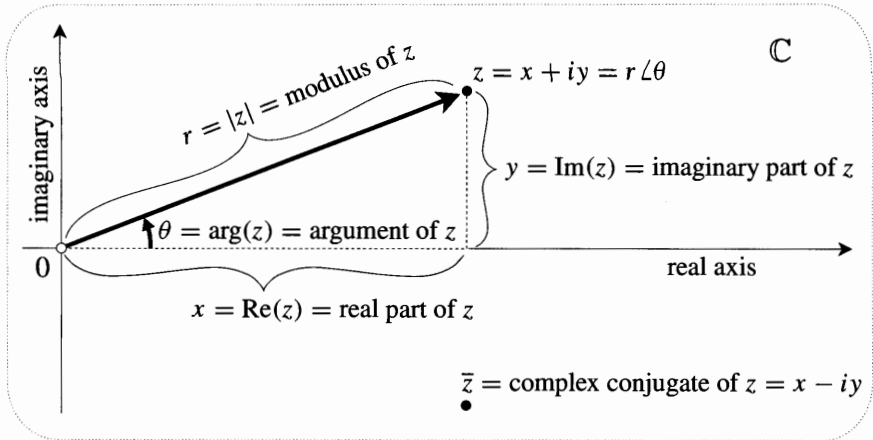 ℂ
imaginary axis
r = |z| = modulus of z
z = x + iy = r∠θ
y = Im(z) = imaginary part of z
θ = arg(z) = argument of z
0
real axis
x = Re(z) = real part of z
z̅ = complex conjugate of z = x − iy